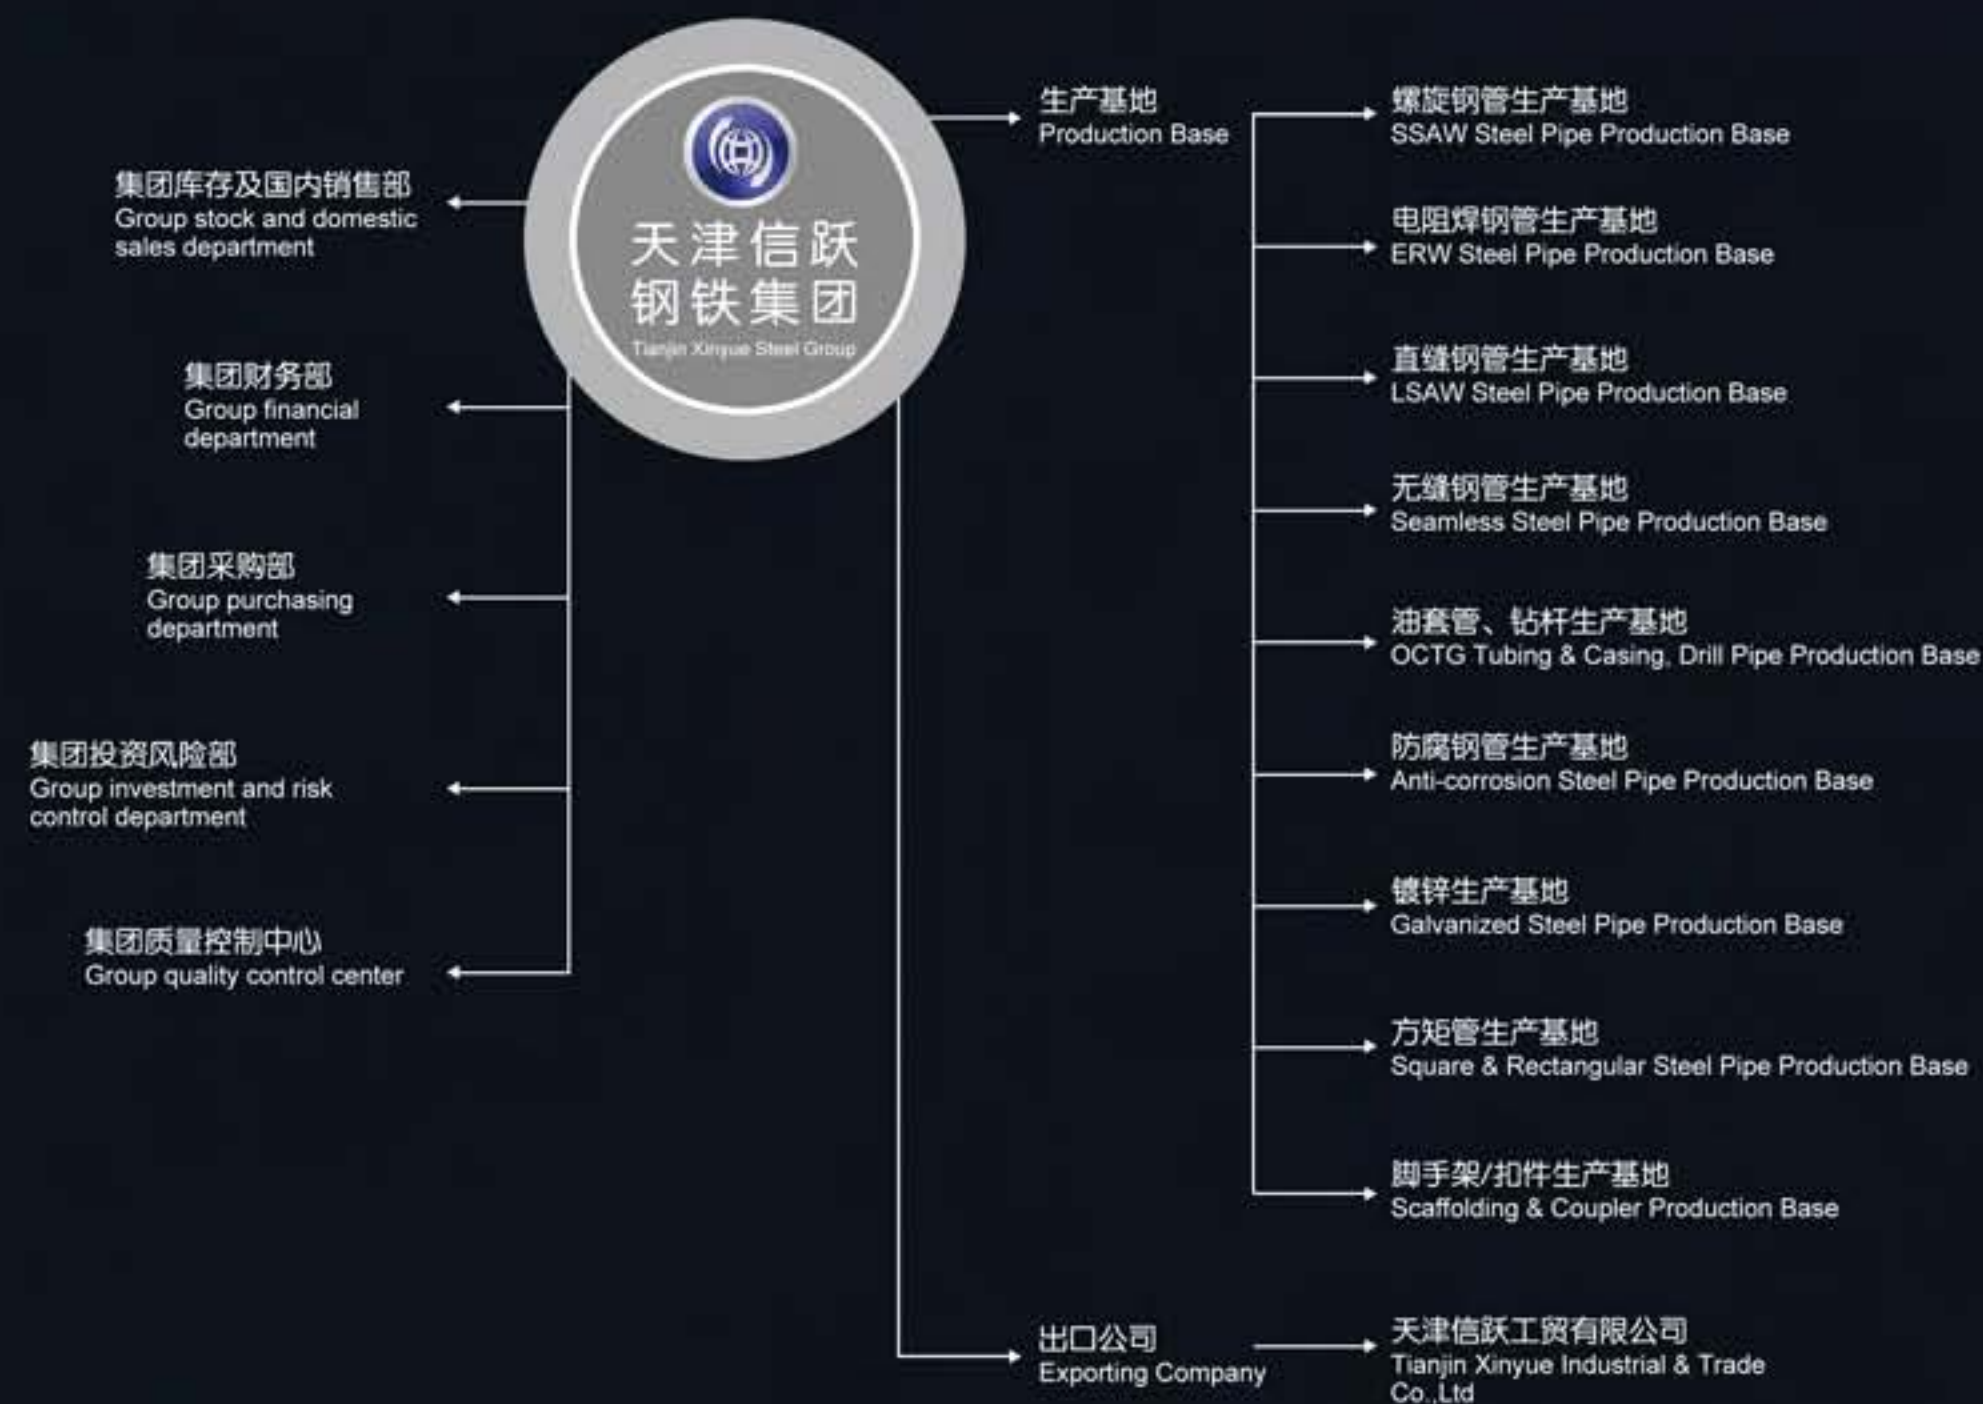 天津信跃
钢铁集团
Tianjin Xinyue Steel Group
集团库存及国内销售部
Group stock and domestic
sales department
集团财务部
Group financial
department
集团采购部
Group purchasing
department
集团投资风险部
Group investment and risk
control department
集团质量控制中心
Group quality control center
生产基地
Production Base
螺旋钢管生产基地
SSAW Steel Pipe Production Base
电阻焊钢管生产基地
ERW Steel Pipe Production Base
直缝钢管生产基地
LSAW Steel Pipe Production Base
无缝钢管生产基地
Seamless Steel Pipe Production Base
油套管、钻杆生产基地
OCTG Tubing & Casing, Drill Pipe Production Base
防腐钢管生产基地
Anti-corrosion Steel Pipe Production Base
镀锌生产基地
Galvanized Steel Pipe Production Base
方矩管生产基地
Square & Rectangular Steel Pipe Production Base
脚手架/扣件生产基地
Scaffolding & Coupler Production Base
出口公司
Exporting Company
天津信跃工贸有限公司
Tianjin Xinyue Industrial & Trade
Co.,Ltd